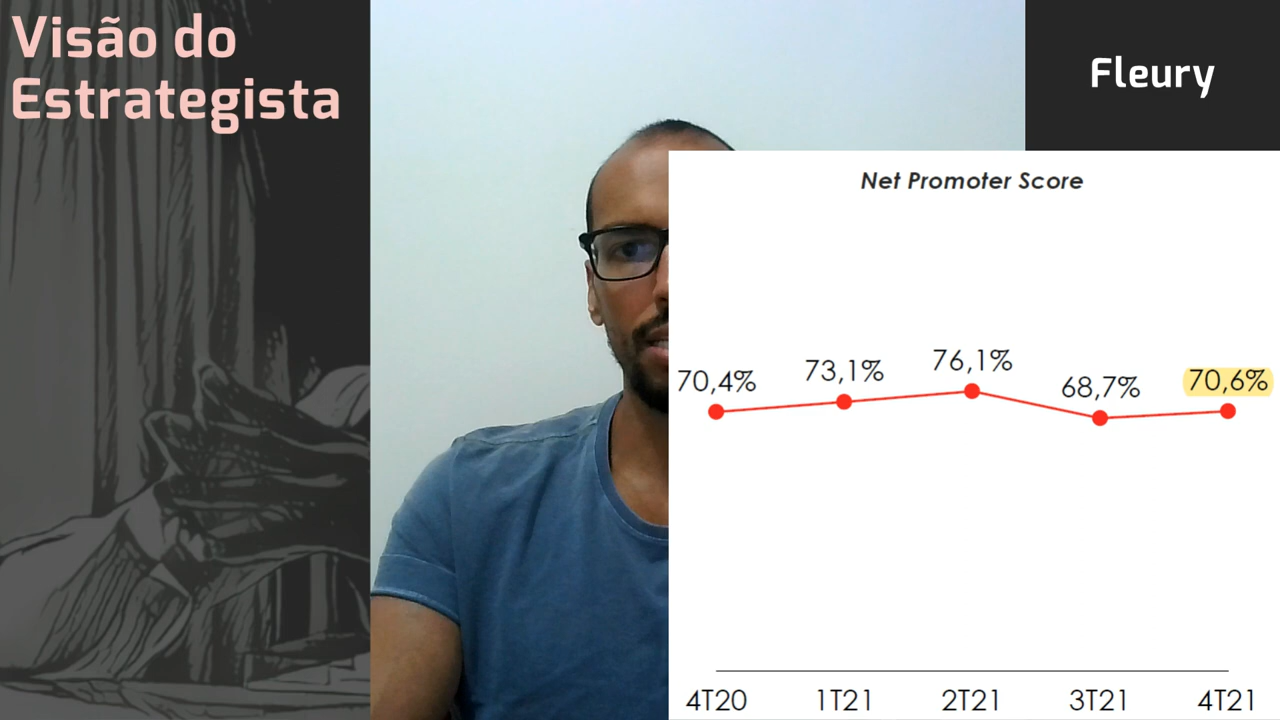 Visão do
Estrategista
Fleury
Net Promoter Score
70,4%
73,1%
76,1%
68,7%
70,6%
4T20
1T21
2T21
3T21
4T21